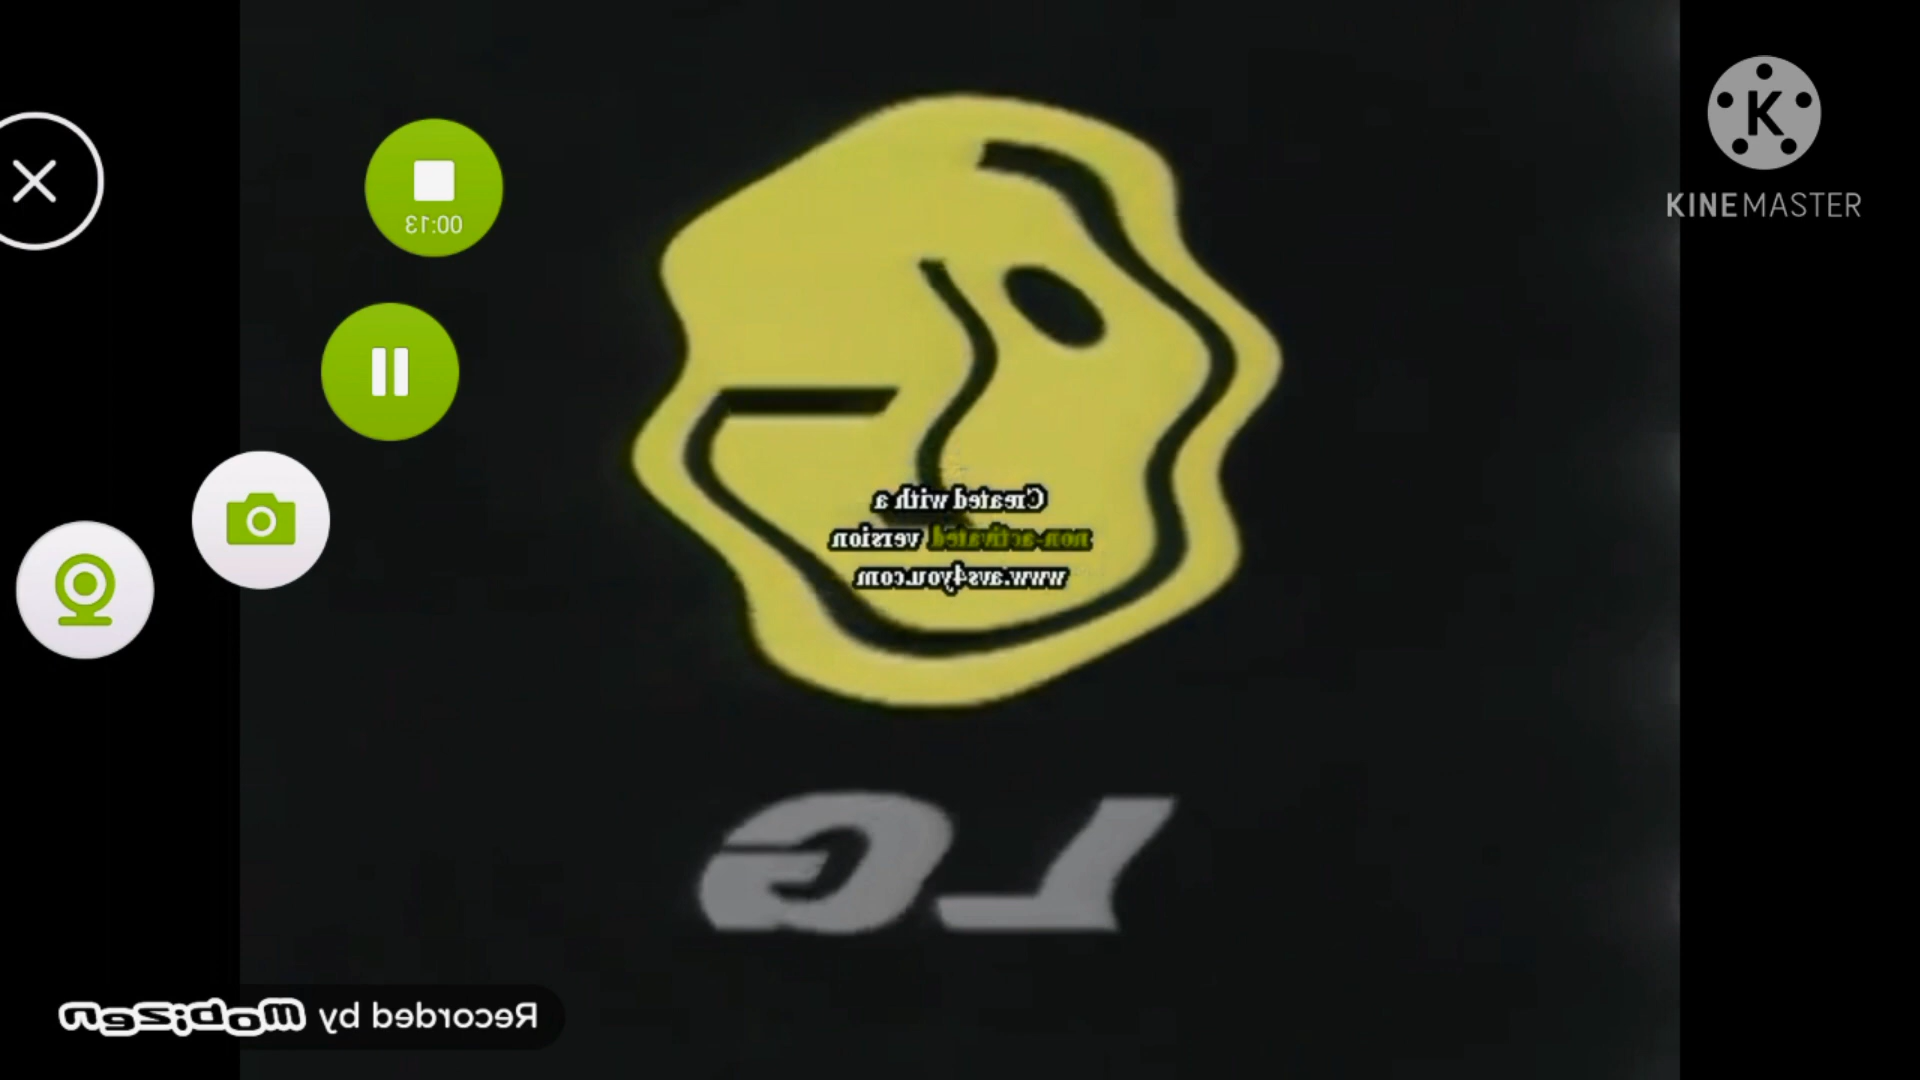 K
KINEMASTER
00:13
Created with a
non-activated version
www.avs4you.com
LG
Recorded by mobizen